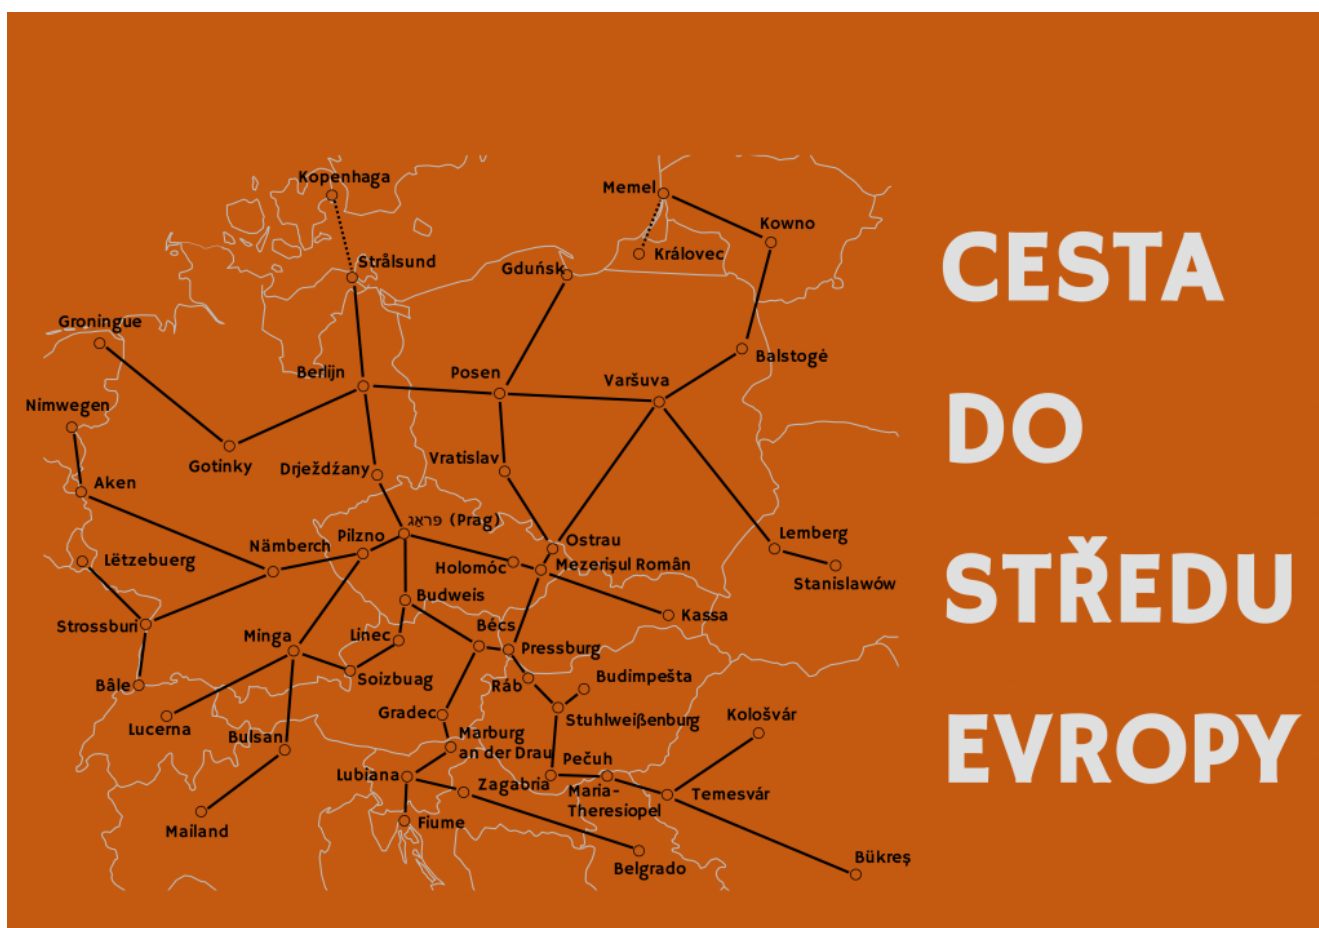 Kopenhaga
Memel
Kowno
Strålsund
Gduńsk
Královec
Groningue
Balstogė
Berlijn
Posen
Varšuva
Nimwegen
Gotinky
Drježdźany
Vratislav
Aken
פּראָג (Prag)
Pilzno
Ostrau
Lemberg
Nämberch
Lëtzebuerg
Holomóc
Mezerișul Român
Stanislawów
Budweis
Kassa
Strossburi
Minga
Linec
Bécs
Pressburg
Bâle
Soizbuag
Ráb
Budimpešta
Lucerna
Gradec
Stuhlweißenburg
Kološvár
Bulsan
Marburg
an der Drau
Pečuh
Lubiana
Zagabria
Maria-
Theresiopel
Temesvár
Mailand
Fiume
Belgrado
Bükreş
CESTA
DO
STŘEDU
EVROPY